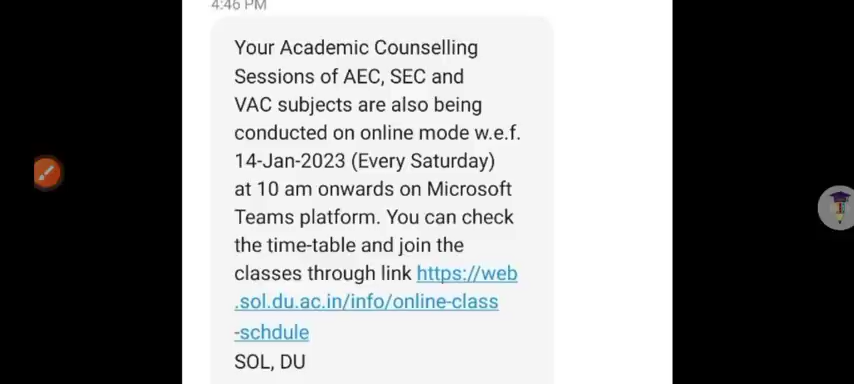 4:46 PM
Your Academic Counselling
Sessions of AEC, SEC and
VAC subjects are also being
conducted on online mode w.e.f.
14-Jan-2023 (Every Saturday)
at 10 am onwards on Microsoft
Teams platform. You can check
the time-table and join the
classes through link https://web
.sol.du.ac.in/info/online-class
-schdule
SOL, DU